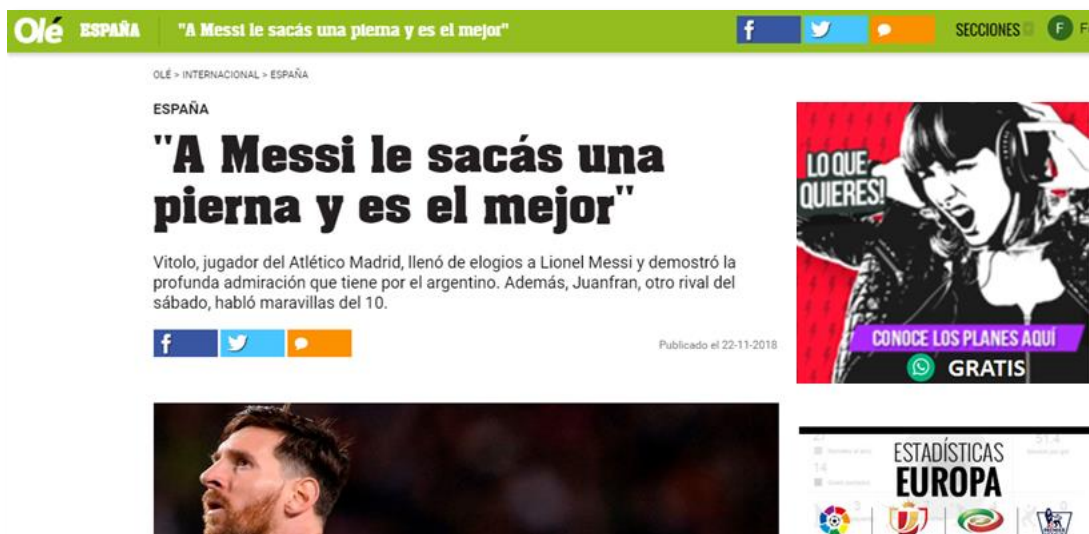 Olé ESPAÑA "A Messi le sacás una pierna y es el mejor" SECCIONES F
OLÉ > INTERNACIONAL > ESPAÑA
ESPAÑA
"A Messi le sacás una
pierna y es el mejor"
Vitolo, jugador del Atlético Madrid, llenó de elogios a Lionel Messi y demostró la
profunda admiración que tiene por el argentino. Además, Juanfran, otro rival del
sábado, habló maravillas del 10.
Publicado el 22-11-2018
LO QUE
QUIERES!
CONOCE LOS PLANES AQUÍ
GRATIS
51.4
14
ESTADÍSTICAS
EUROPA